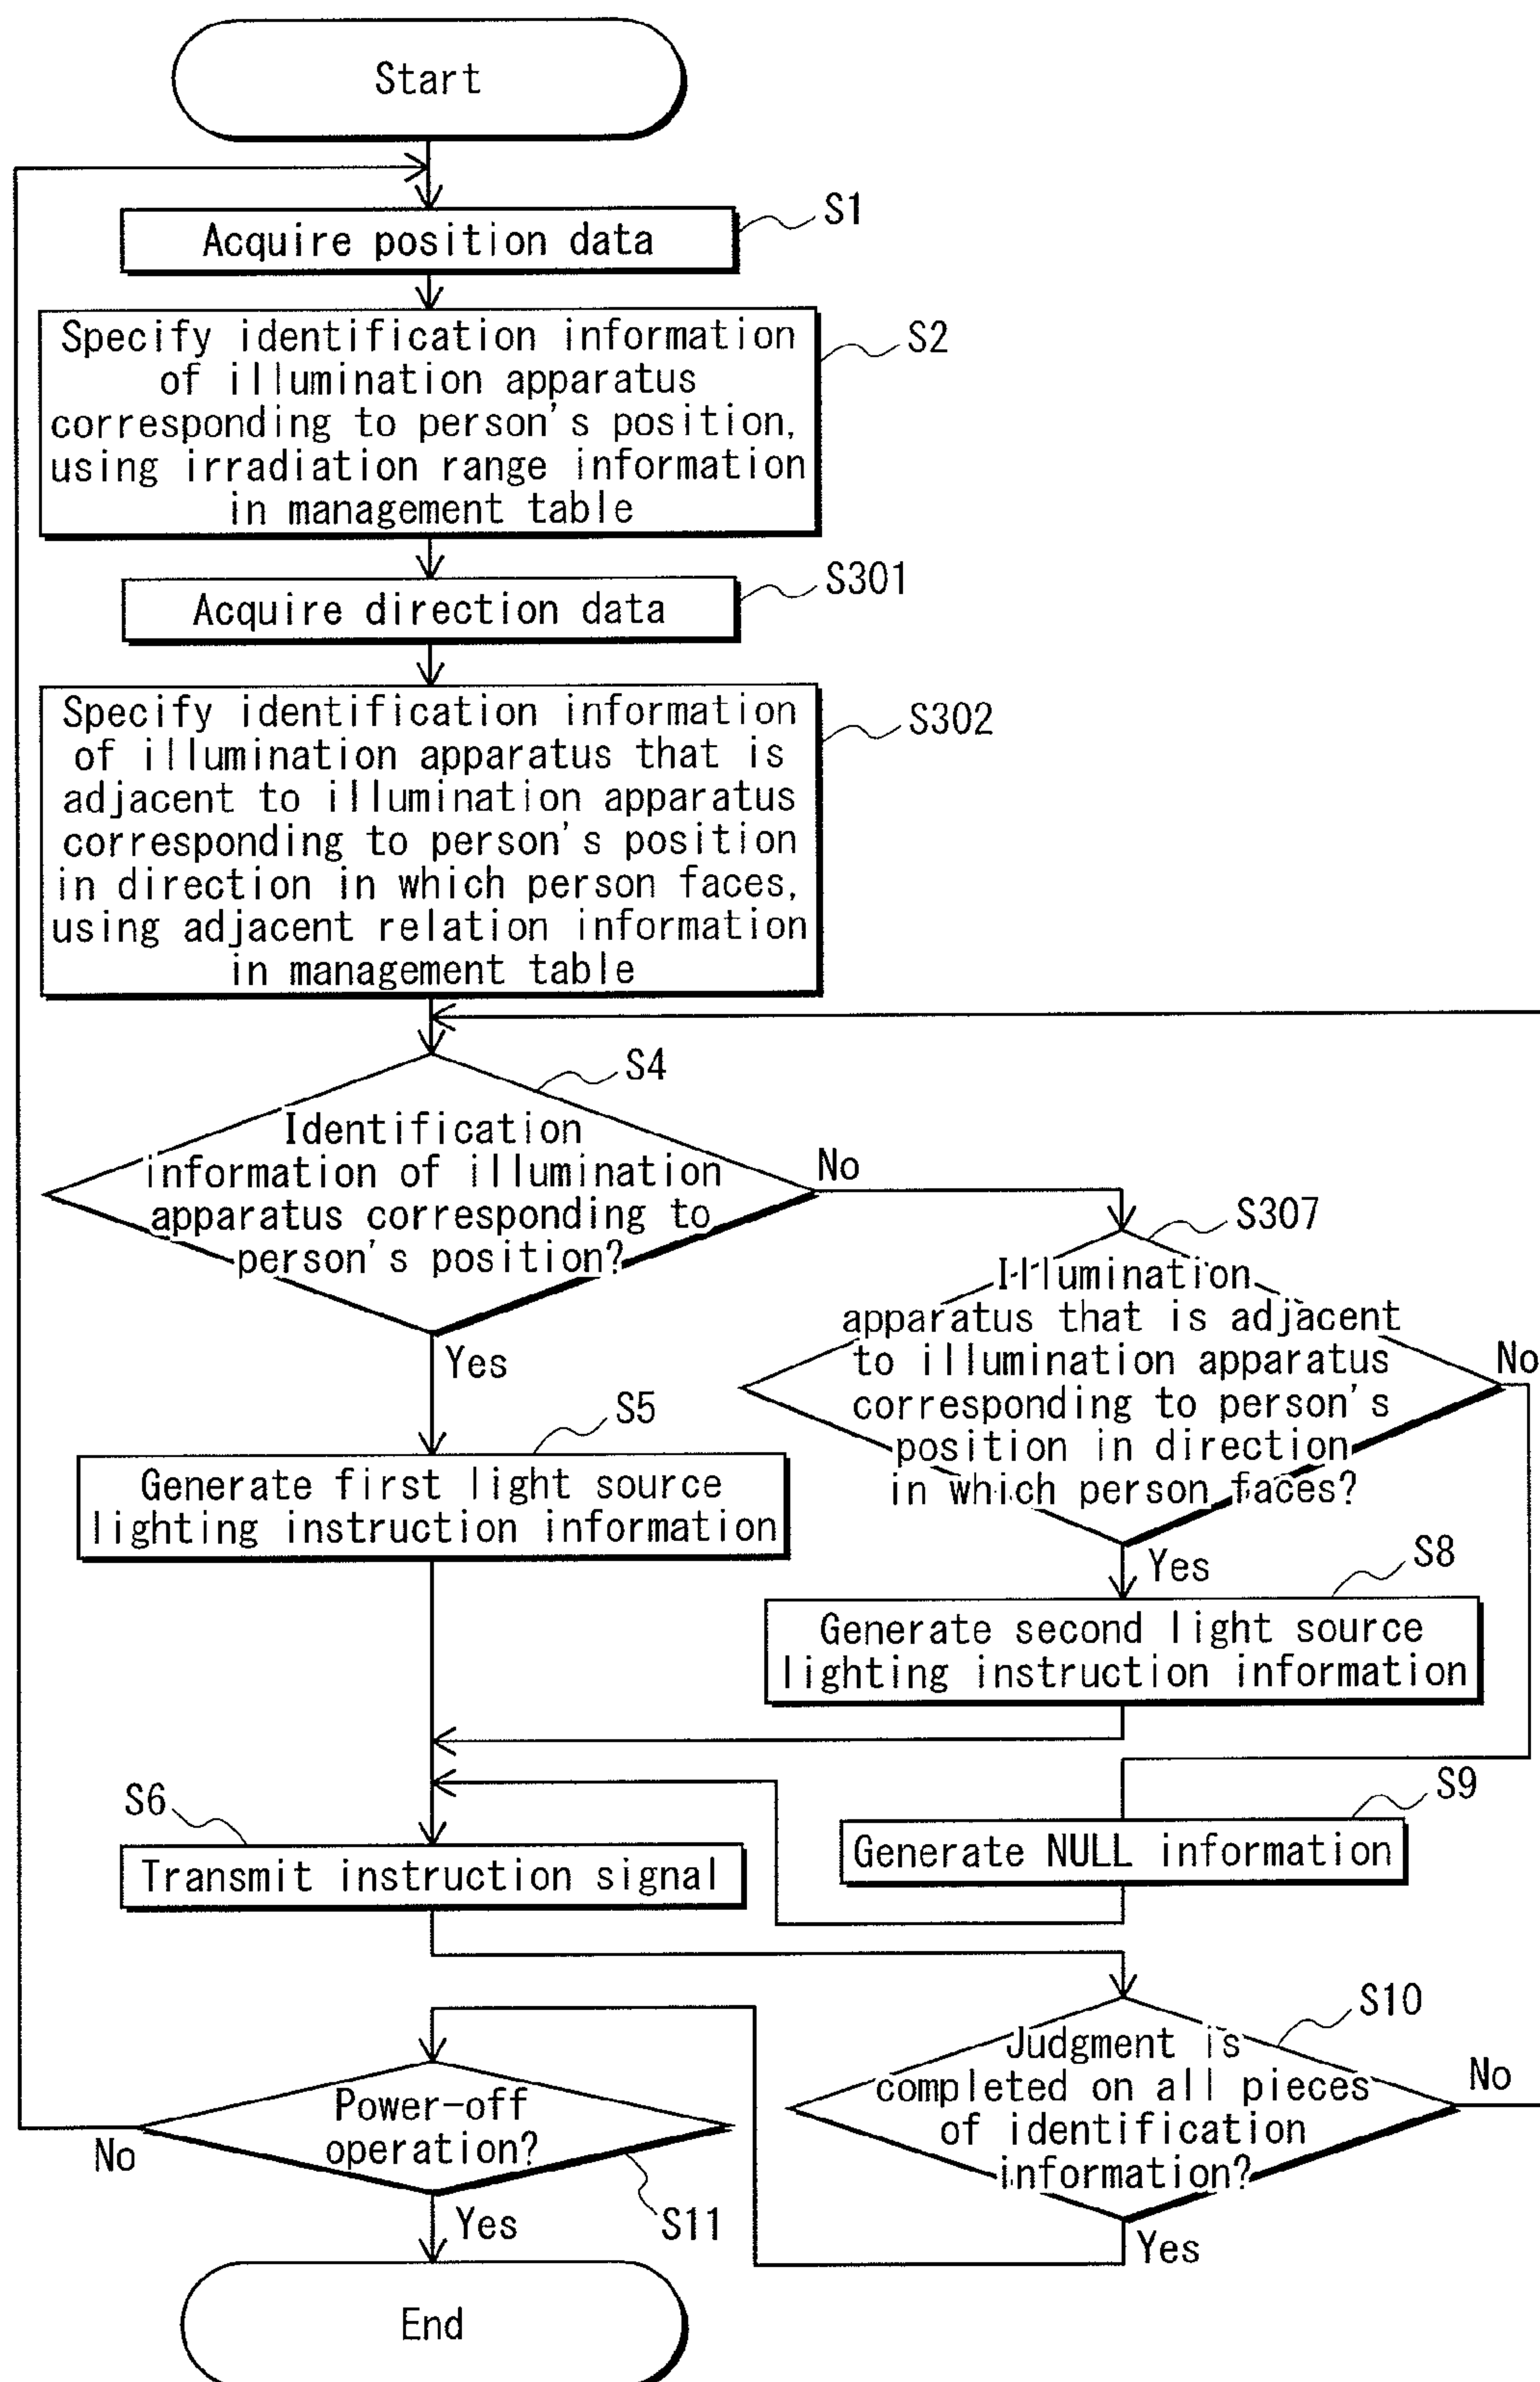 Start
S1
Acquire position data
S2
Specify identification information
of illumination apparatus
corresponding to person's position,
using irradiation range information
in management table
S301
Acquire direction data
S302
Specify identification information
of illumination apparatus that is
adjacent to illumination apparatus
corresponding to person's position
in direction in which person faces,
using adjacent relation information
in management table
S4
Identification
information of illumination
apparatus corresponding to
person's position?
No
Yes
S307
Illumination
apparatus that is adjacent
to illumination apparatus
corresponding to person's
position in direction
in which person faces?
No
Yes
S5
Generate first light source
lighting instruction information
S8
Generate second light source
lighting instruction information
S9
Generate NULL information
S6
Transmit instruction signal
S10
Judgment is
completed on all pieces
of identification
information?
No
Yes
Power-off
operation?
No
S11
Yes
End